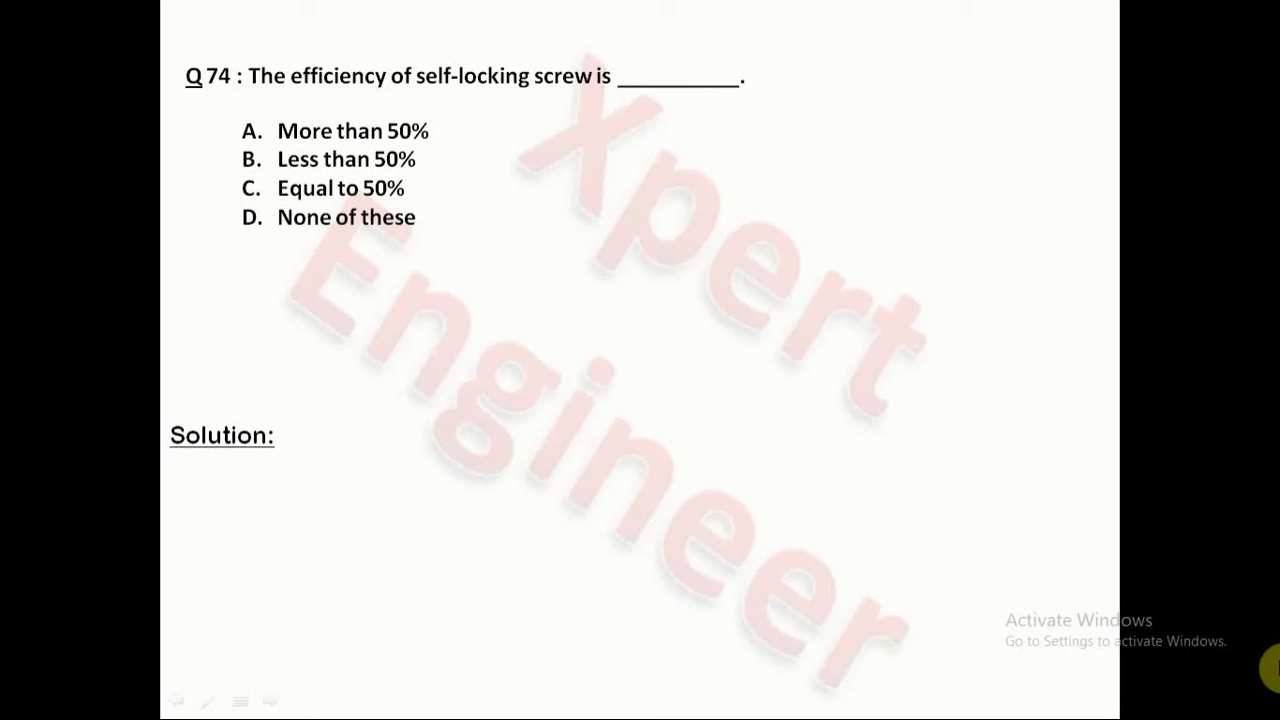 Q 74 : The efficiency of self-locking screw is __________.
A. More than 50%
B. Less than 50%
C. Equal to 50%
D. None of these
Xpert
Engineer
Solution:
Activate Windows
Go to Settings to activate Windows.